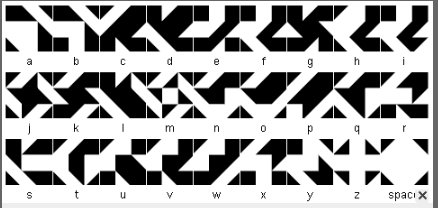 a b c d e f g h i
j k l m n o p q r
s t u v w x y z spac